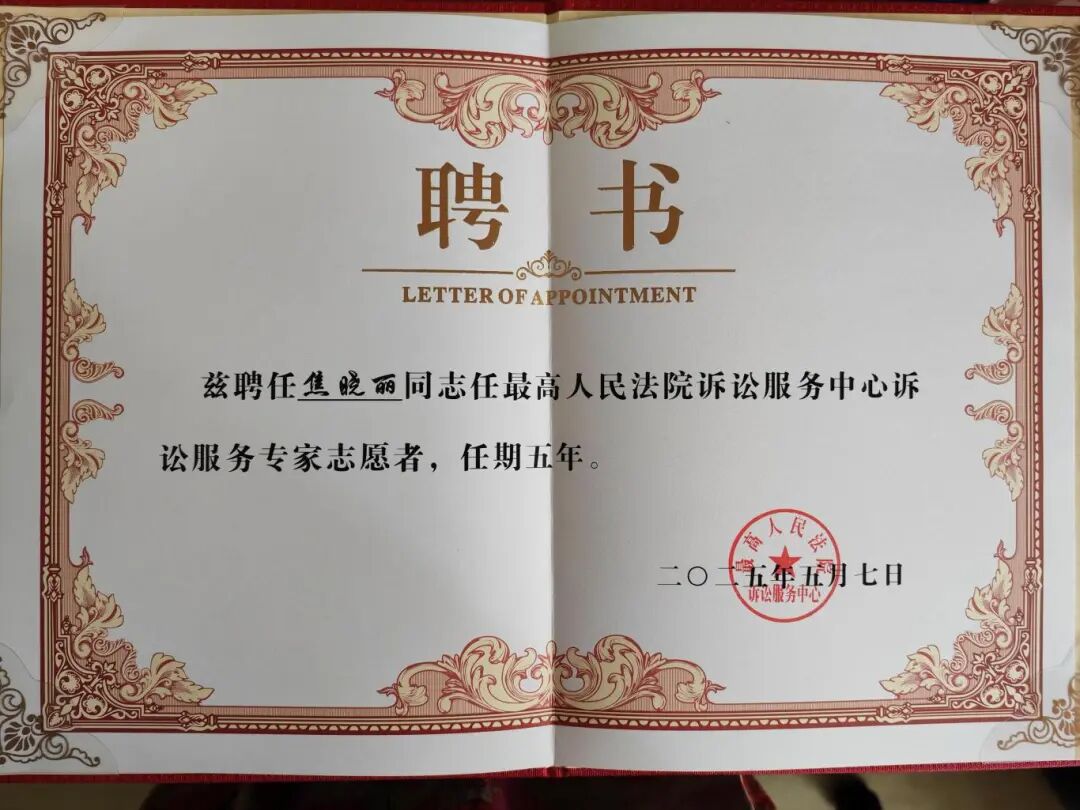 聘书
LETTER OF APPOINTMENT
兹聘任焦晓丽同志任最高人民法院诉讼服务中心诉
讼服务专家志愿者，任期五年。
最高人民法院
二〇二五年五月七日
诉讼服务中心